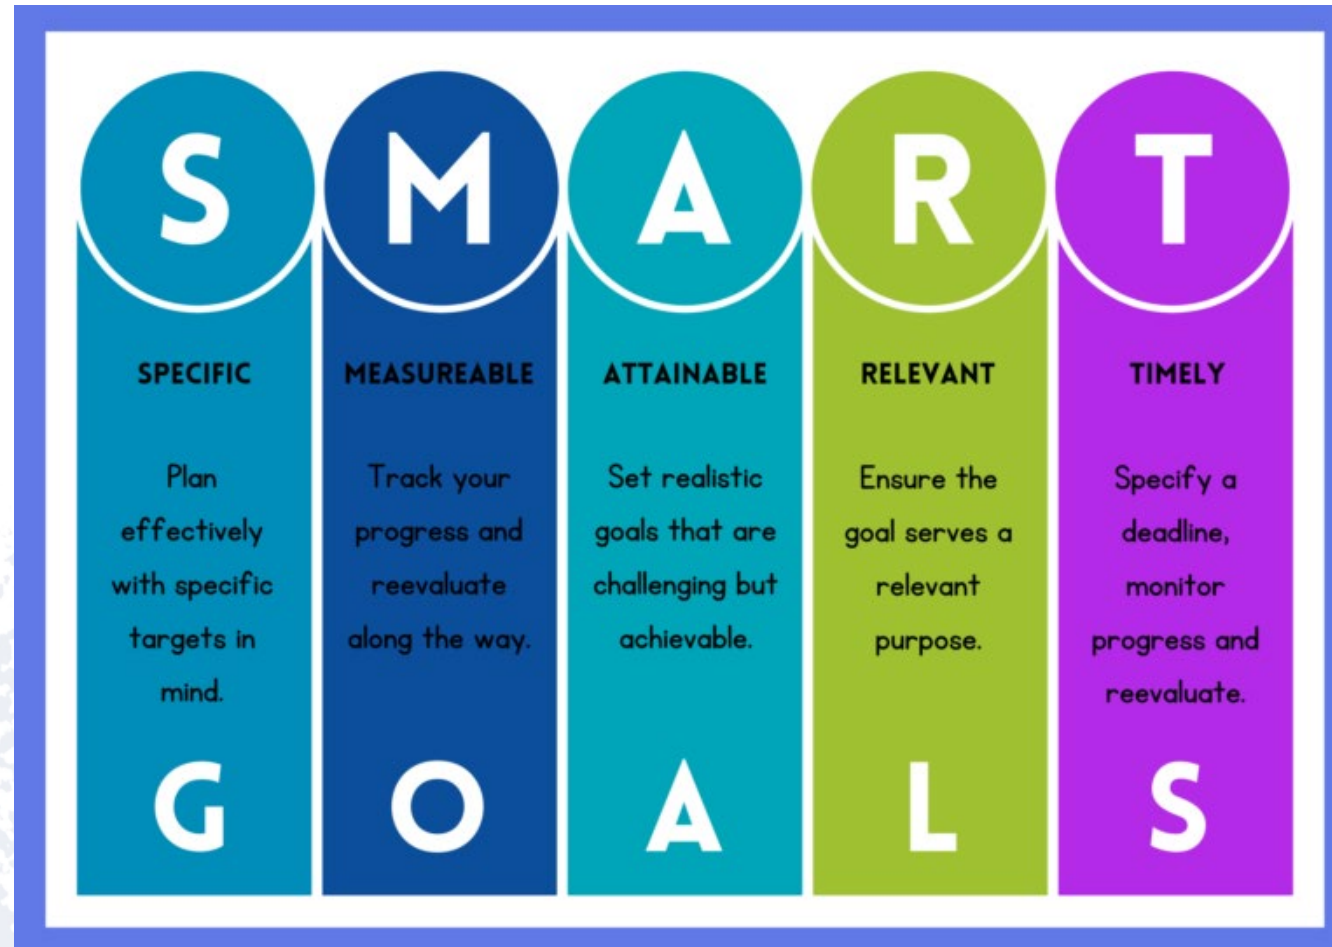 S M A R T
SPECIFIC
Plan
effectively
with specific
targets in
mind.
MEASUREABLE
Track your
progress and
reevaluate
along the way.
ATTAINABLE
Set realistic
goals that are
challenging but
achievable.
RELEVANT
Ensure the
goal serves a
relevant
purpose.
TIMELY
Specify a
deadline,
monitor
progress and
reevaluate.
G O A L S